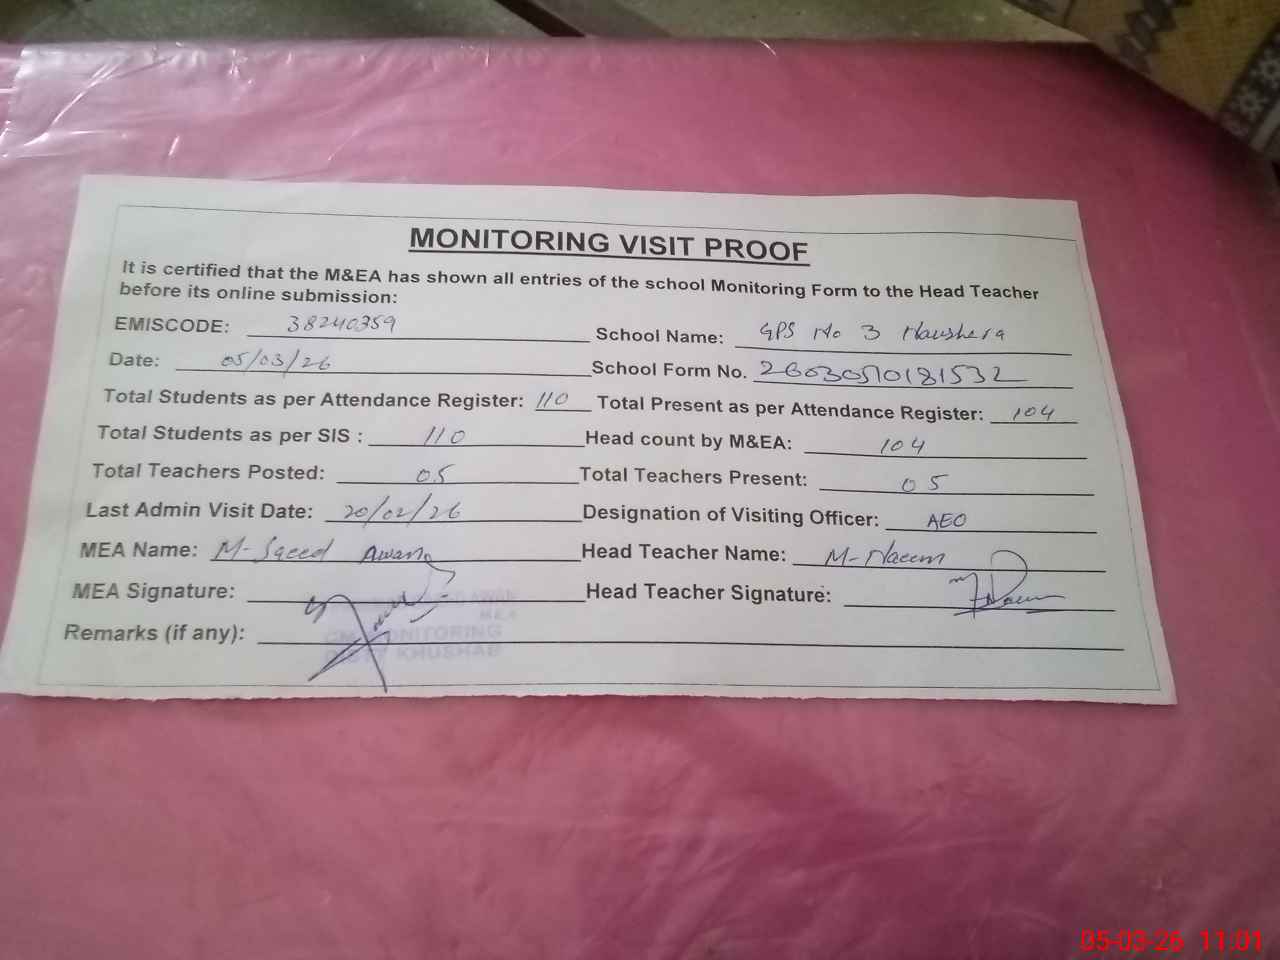 MONITORING VISIT PROOF
It is certified that the M&EA has shown all entries of the school Monitoring Form to the Head Teacher
before its online submission:
EMISCODE: 38240359 School Name: GPS No 3 Naushera
Date: 05/03/26 School Form No. 26030510181532
Total Students as per Attendance Register: 110 Total Present as per Attendance Register: 104
Total Students as per SIS : 110 Head count by M&EA: 104
Total Teachers Posted: 05 Total Teachers Present: 05
Last Admin Visit Date: 20/02/26 Designation of Visiting Officer: AEO
MEA Name: M-Saeed Awan Head Teacher Name: M-Naeem
MEA Signature: Head Teacher Signature:
MEA
Remarks (if any):
MONITORING
KHUSHAB
05-03-26 11:01